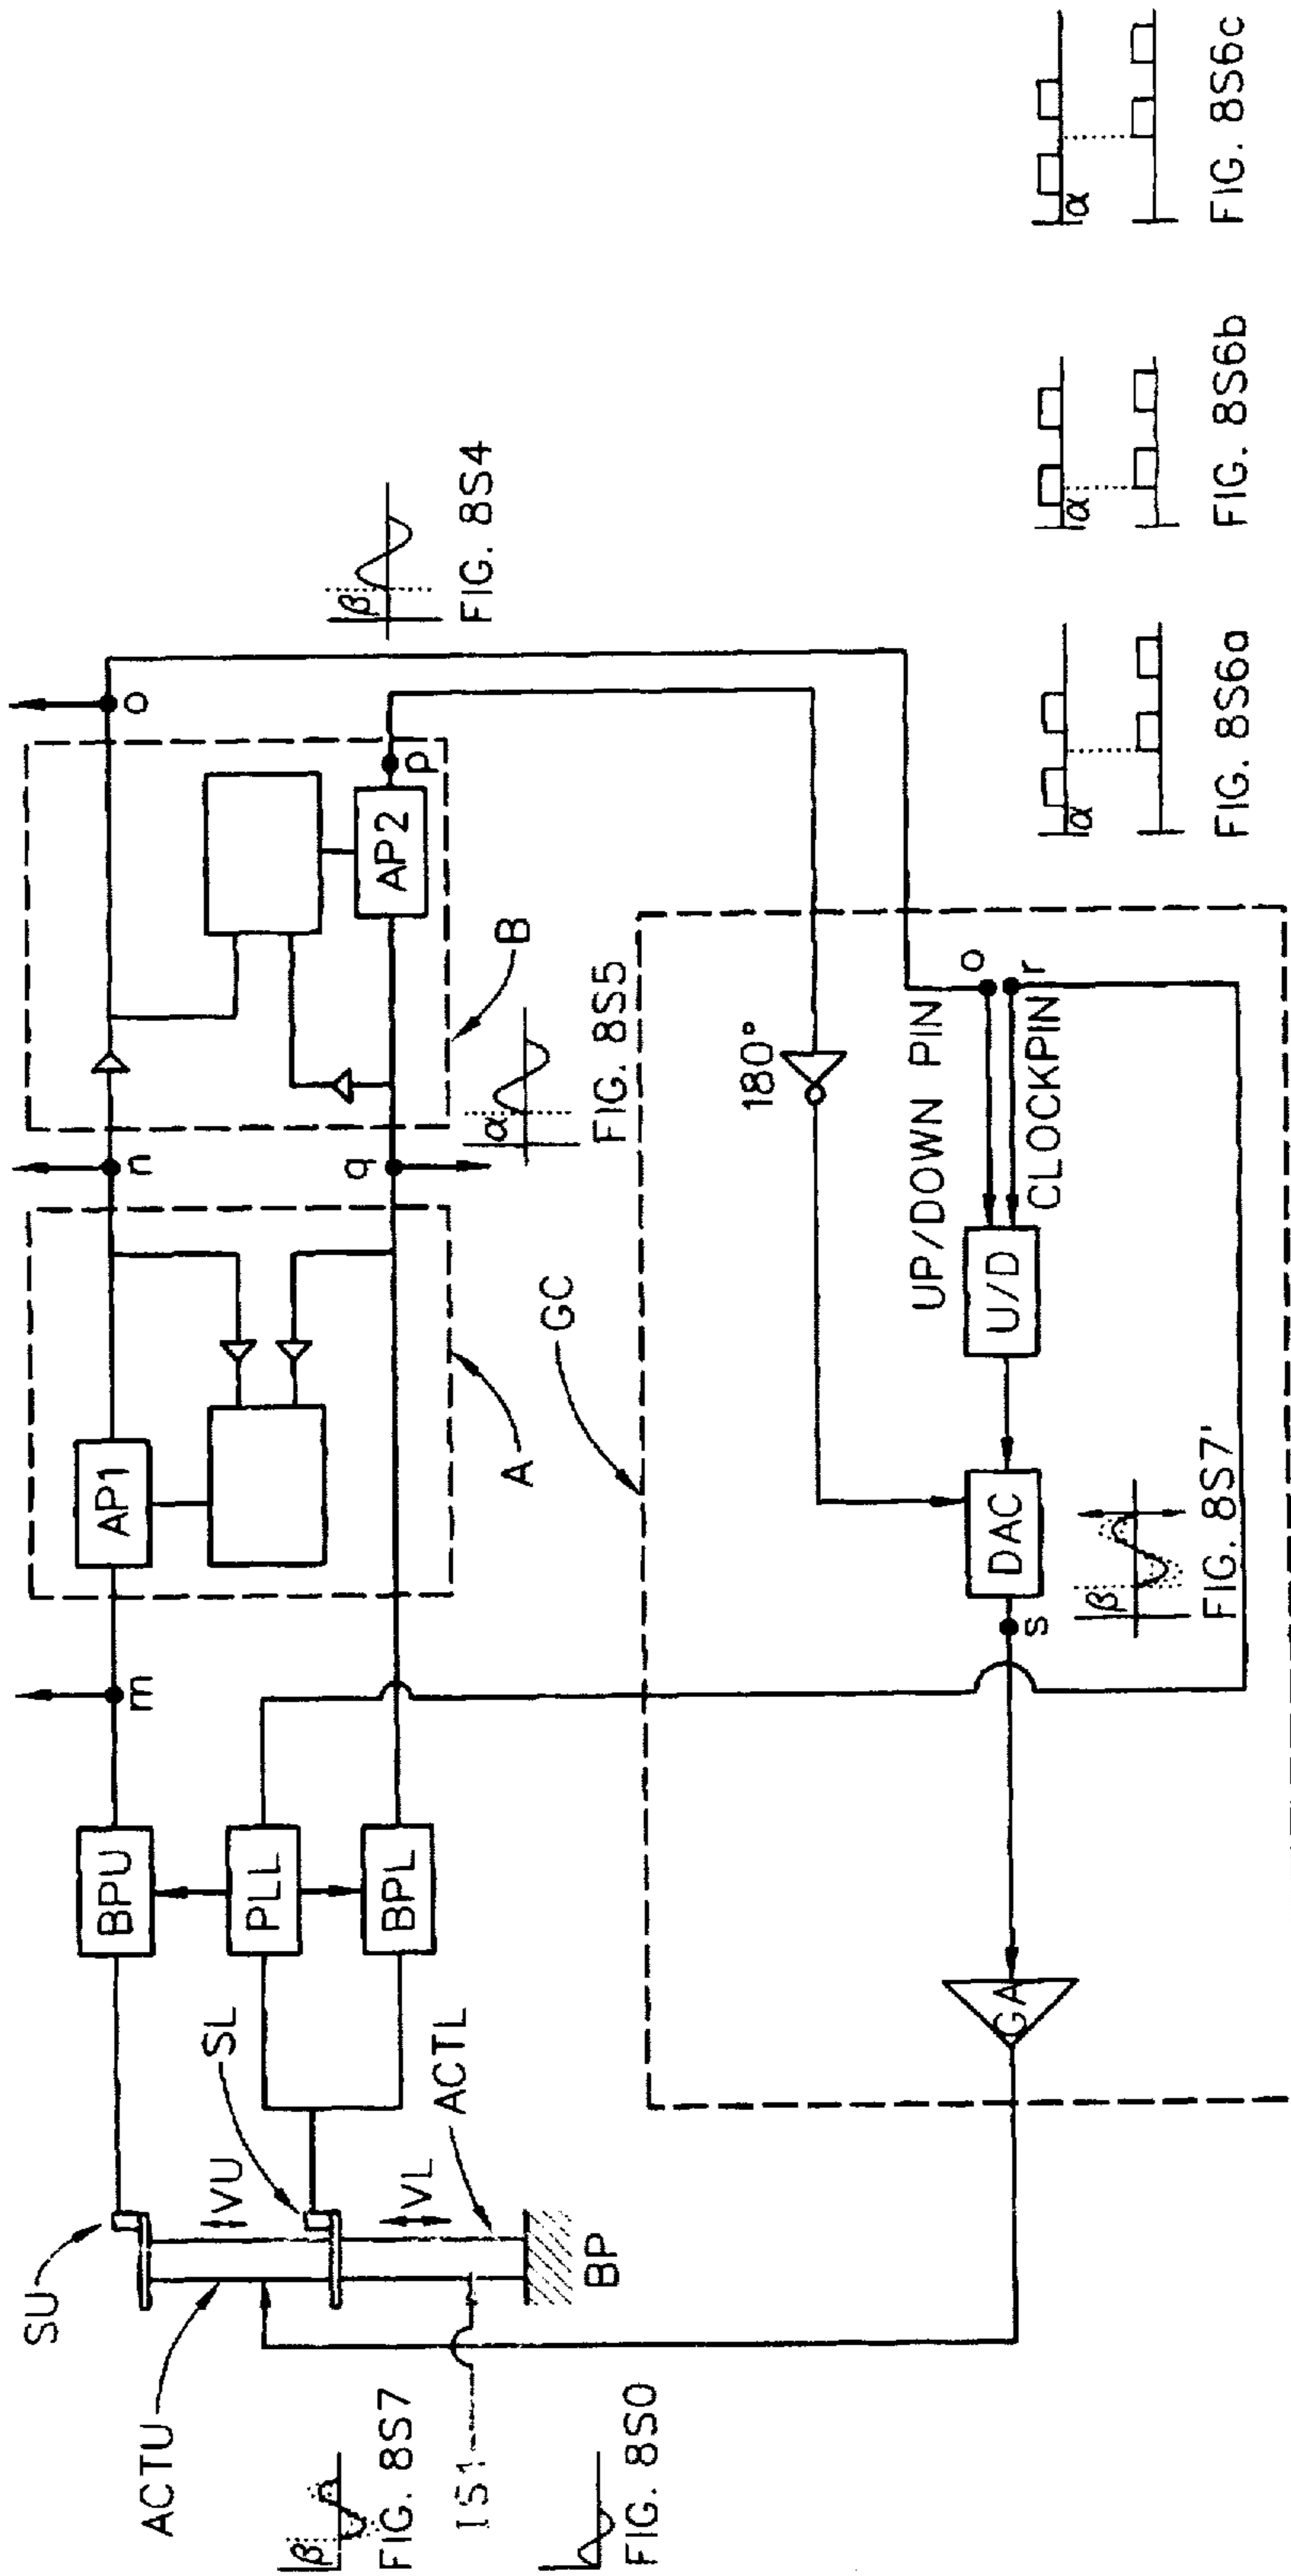 SU
ACTU
VU
SL
VL
ACTL
BP
IS1
β
FIG. 8S7
FIG. 8S0
BPU
PLL
BPL
m
AP1
A
n
q
α
FIG. 8S5
B
AP2
p
o
β
FIG. 8S4
GC
GA
s
DAC
β
FIG. 8S7'
U/D
UP/DOWN PIN
CLOCKPIN
o
r
180°
α
FIG. 8S6a
α
FIG. 8S6b
α
FIG. 8S6c